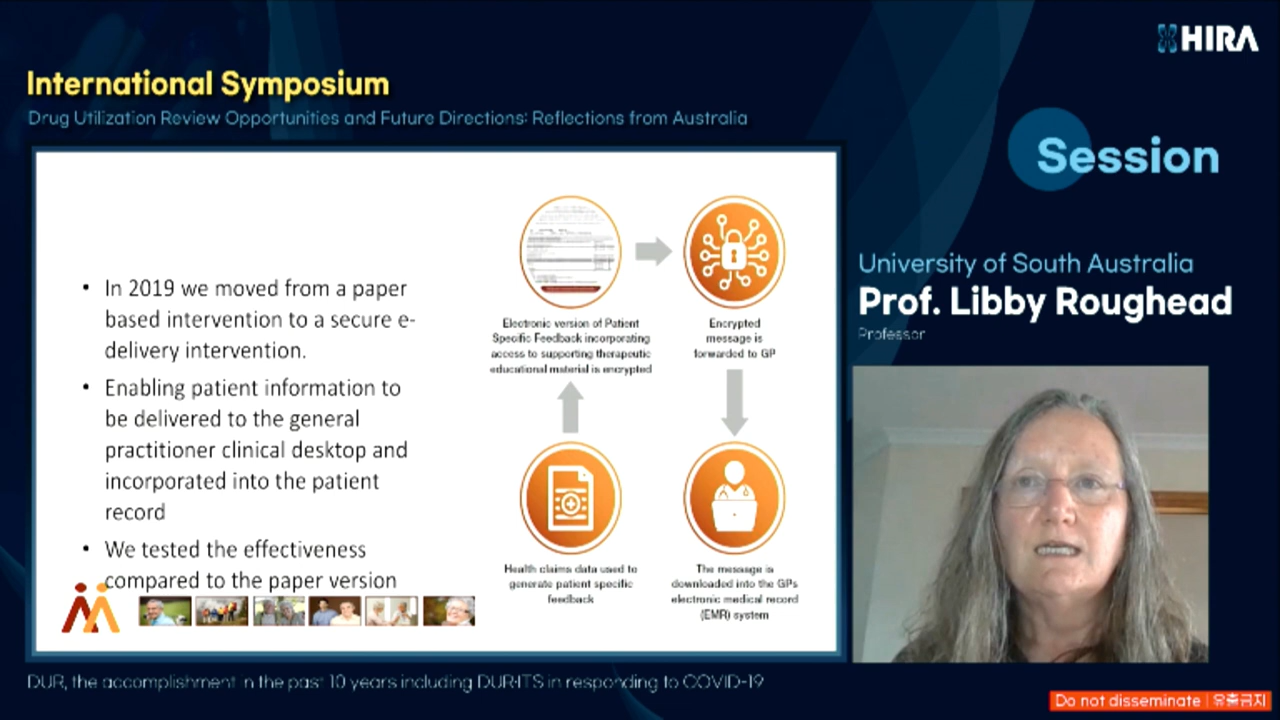 HIRA
International Symposium
Drug Utilization Review Opportunities and Future Directions: Reflections from Australia
Session
University of South Australia
Prof. Libby Roughead
Professor
• In 2019 we moved from a paper
based intervention to a secure e-
delivery intervention.
• Enabling patient information to
be delivered to the general
practitioner clinical desktop and
incorporated into the patient
record
• We tested the effectiveness
compared to the paper version
Electronic version of Patient
Specific Feedback incorporating
access to supporting therapeutic
educational material is encrypted
Encrypted
message is
forwarded to GP
Health claims data used to
generate patient specific
feedback
The message is
downloaded into the GPs
electronic medical record
(EMR) system
DUR, the accomplishment in the past 10 years including DUR·ITS in responding to COVID-19
Do not disseminate | 유출금지